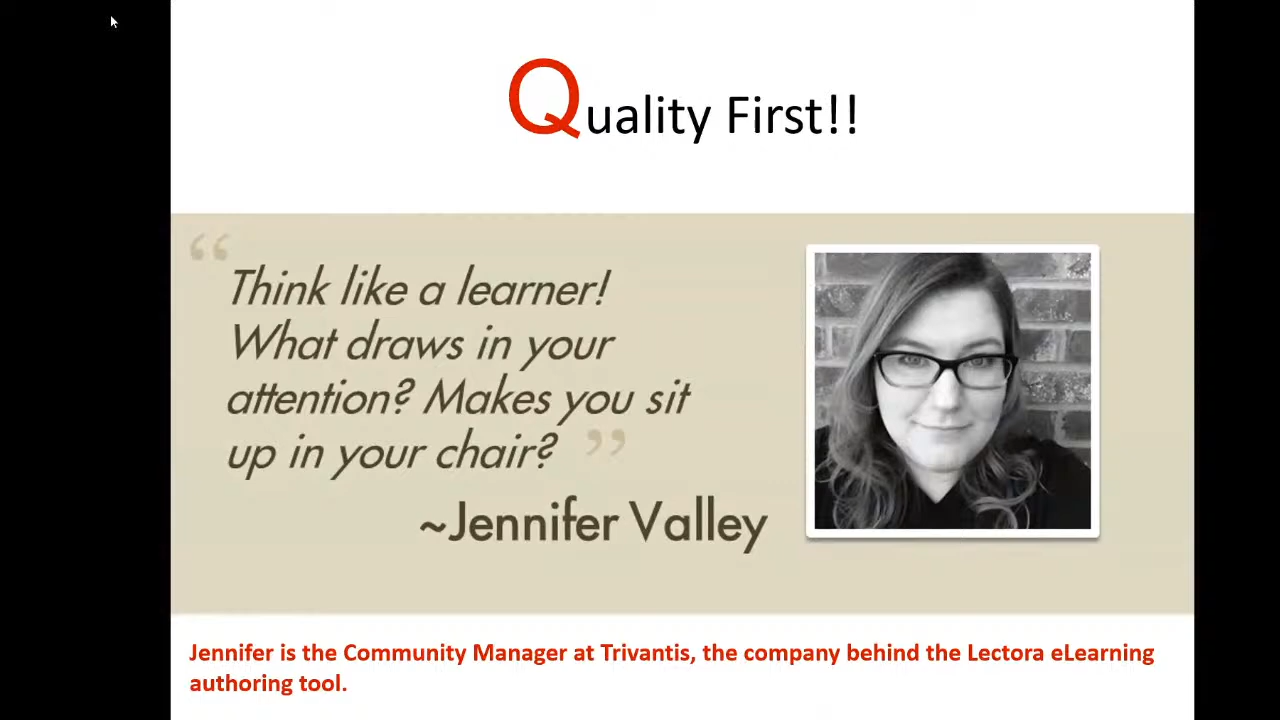 Quality First!!
“
Think like a learner!
What draws in your
attention? Makes you sit
up in your chair? ”
~Jennifer Valley
Jennifer is the Community Manager at Trivantis, the company behind the Lectora eLearning
authoring tool.